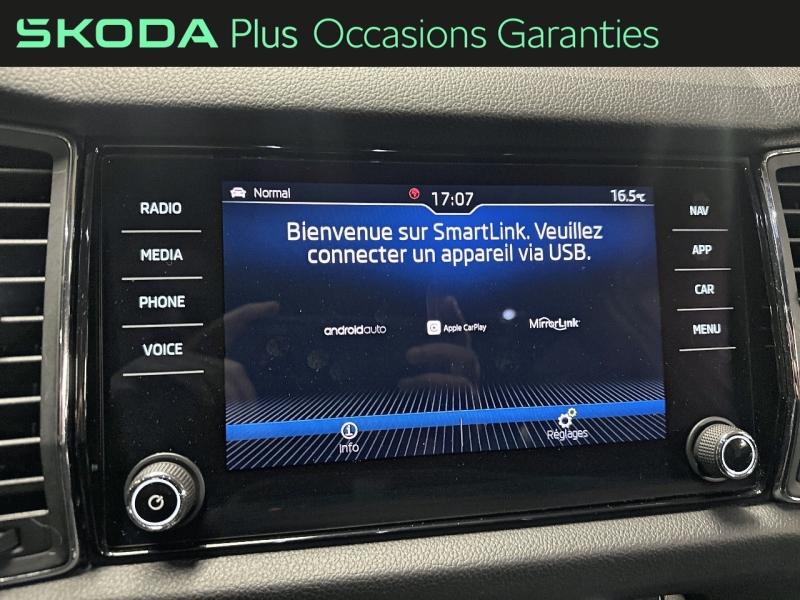 SKODA Plus Occasions Garanties
Normal
17:07
16.5°C
RADIO
MEDIA
PHONE
VOICE
Bienvenue sur SmartLink. Veuillez
connecter un appareil via USB.
androidauto
Apple CarPlay
MirrorLink
Info
Réglages
NAV
APP
CAR
MENU